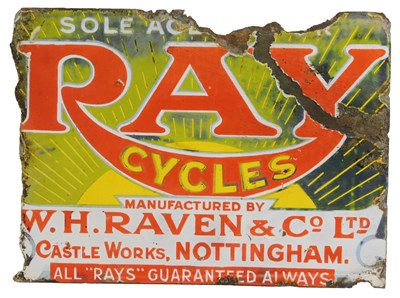 SOLE
RAY
CYCLES
MANUFACTURED BY
W.H.RAVEN & Co LTD
CASTLE WORKS, NOTTINGHAM.
ALL "RAYS" GUARANTEED ALWAYS